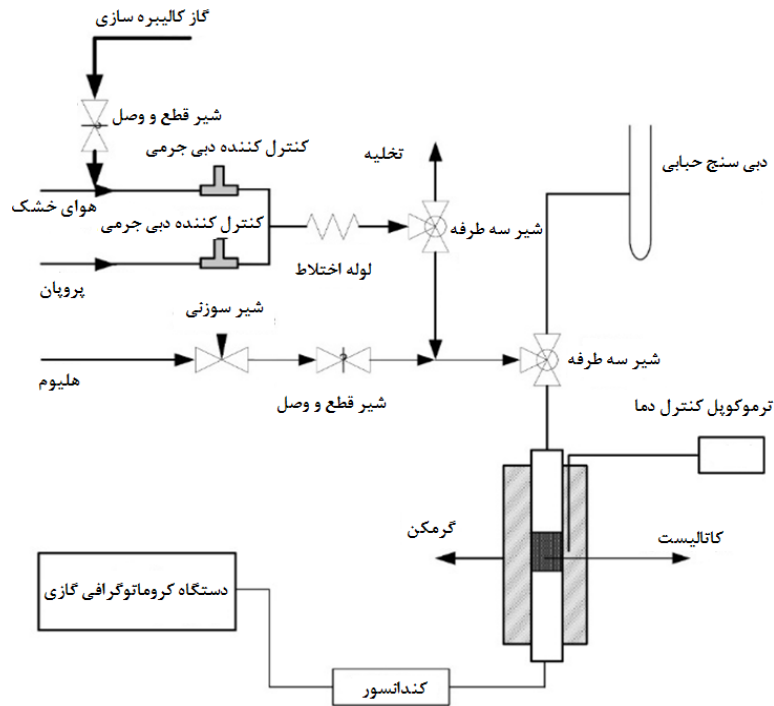 گاز کالیبره سازی
شیر قطع و وصل
کنترل کننده دبی جرمی
تخلیه
دبی سنج حبابی
هوای خشک
کنترل کننده دبی جرمی
شیر سه طرفه
لوله اختلاط
پروپان
شیر سوزنی
شیر سه طرفه
هلیوم
شیر قطع و وصل
ترموکوپل کنترل دما
گرمکن
کاتالیست
دستگاه کروماتوگرافی گازی
کندانسور